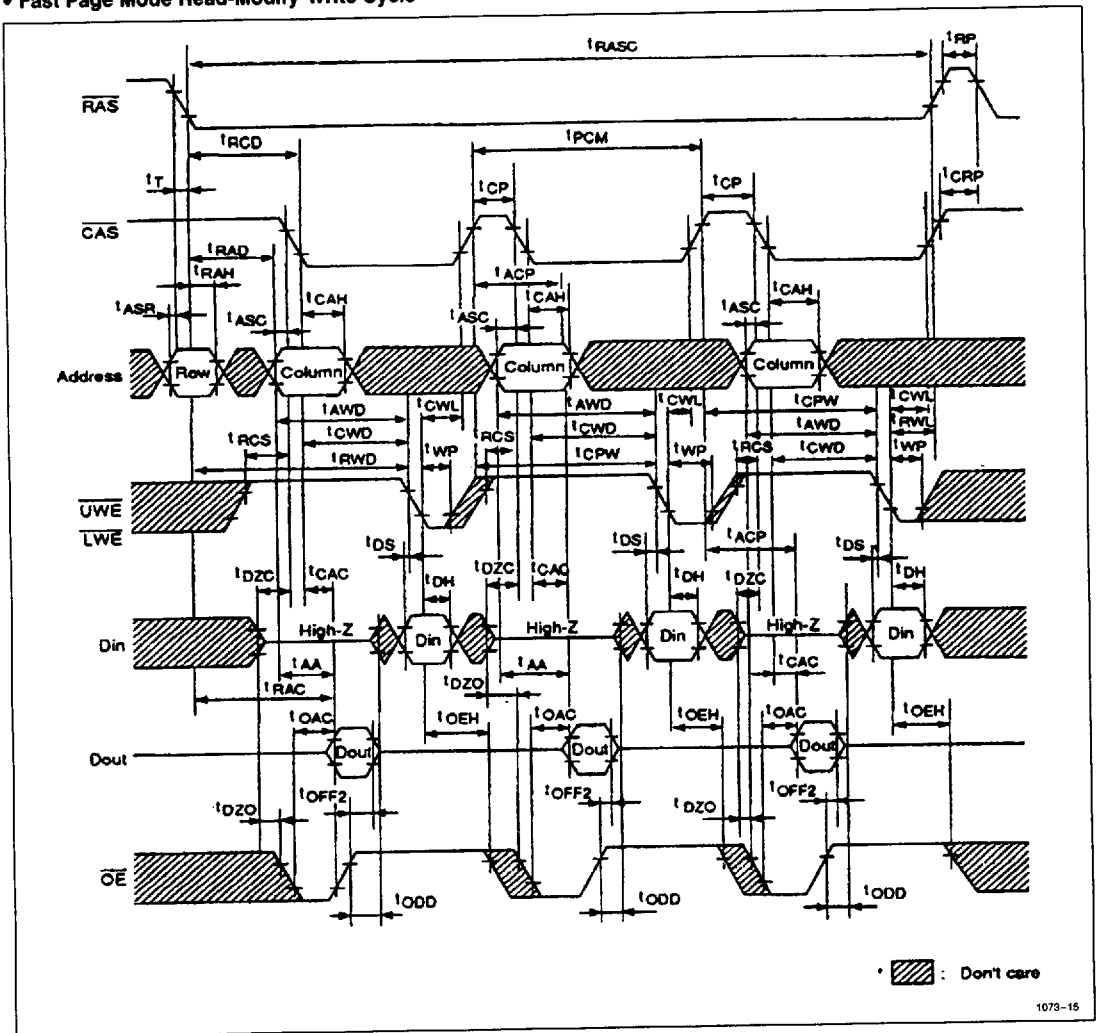 • Fast Page Mode Read-Modify-Write Cycle
tRP
tRASC
RAS
tRCD
tPCM
tT
tCP
tCP
tCRP
CAS
tRAD
tRAH
tACP
tASR
tASC
tCAH
tASC
tCAH
tASC
tCAH
Address
Row
Column
Column
Column
tAWD
tCWL
tAWD
tCWL
tCPW
tCWL
tRCS
tCWD
tWP
tRCS
tCWD
tWP
tAWD
tRWL
tRWD
tCPW
tRCS
tCWD
tWP
UWE
LWE
tDS
tDS
tACP
tDS
tDZC
tCAC
tDH
tDZC
tCAC
tDH
tDZC
tDH
Din
High-Z
Din
High-Z
Din
High-Z
Din
tAA
tAA
tCAC
tRAC
tDZO
tOAC
tOEH
tOAC
tOEH
tOAC
tOEH
Dout
Dout
Dout
Dout
tDZO
tOFF2
tOFF2
tDZO
tOFF2
OE
tODD
tODD
tODD
* : Don't care
1073-15